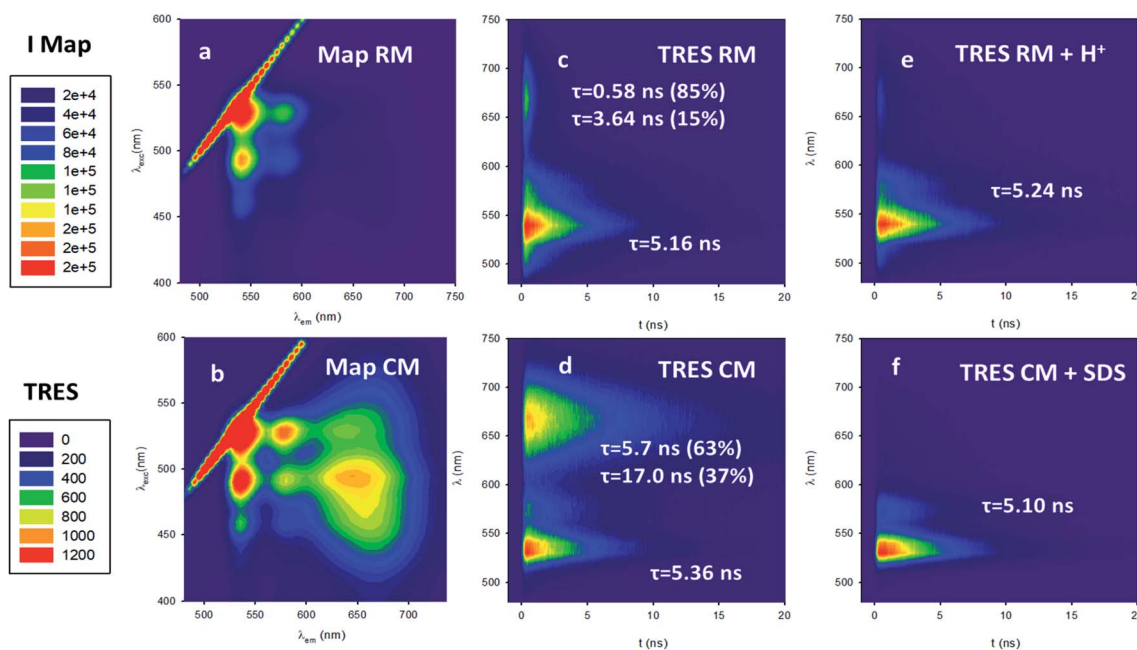 I Map
2e+4
4e+4
6e+4
8e+4
1e+5
1e+5
1e+5
2e+5
2e+5
2e+5
TRES
0
200
400
600
800
1000
1200
a
Map RM
λexc(nm)
600
550
500
450
400
500 550 600 650 700 750
λem (nm)
c
TRES RM
τ=0.58 ns (85%)
τ=3.64 ns (15%)
τ=5.16 ns
λ (nm)
750
700
650
600
550
500
0 5 10 15 20
t (ns)
e
TRES RM + H⁺
τ=5.24 ns
λ (nm)
750
700
650
600
550
500
0 5 10 15 20
t (ns)
b
Map CM
λexc(nm)
600
550
500
450
400
500 550 600 650 700
λem (nm)
d
TRES CM
τ=5.7 ns (63%)
τ=17.0 ns (37%)
τ=5.36 ns
λ (nm)
750
700
650
600
550
500
0 5 10 15 20
t (ns)
f
TRES CM + SDS
τ=5.10 ns
λ (nm)
750
700
650
600
550
500
0 5 10 15 20
t (ns)